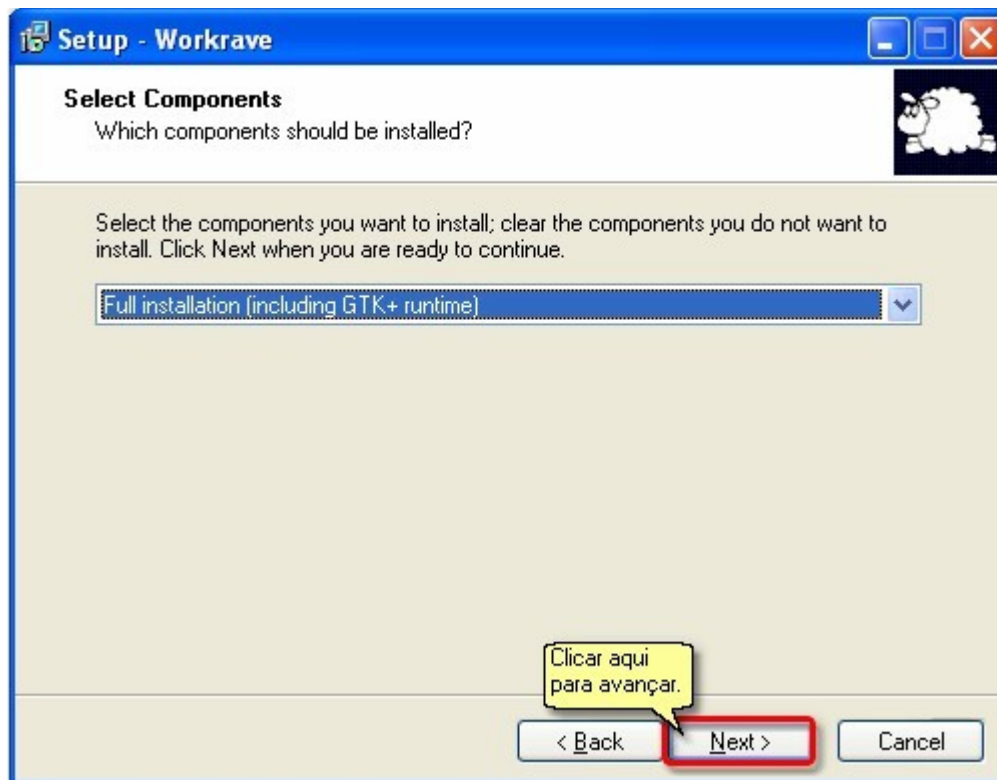 Setup - Workrave
Select Components
Which components should be installed?
Select the components you want to install; clear the components you do not want to
install. Click Next when you are ready to continue.
Full installation (including GTK+ runtime)
Clicar aqui
para avançar.
< Back
Next >
Cancel